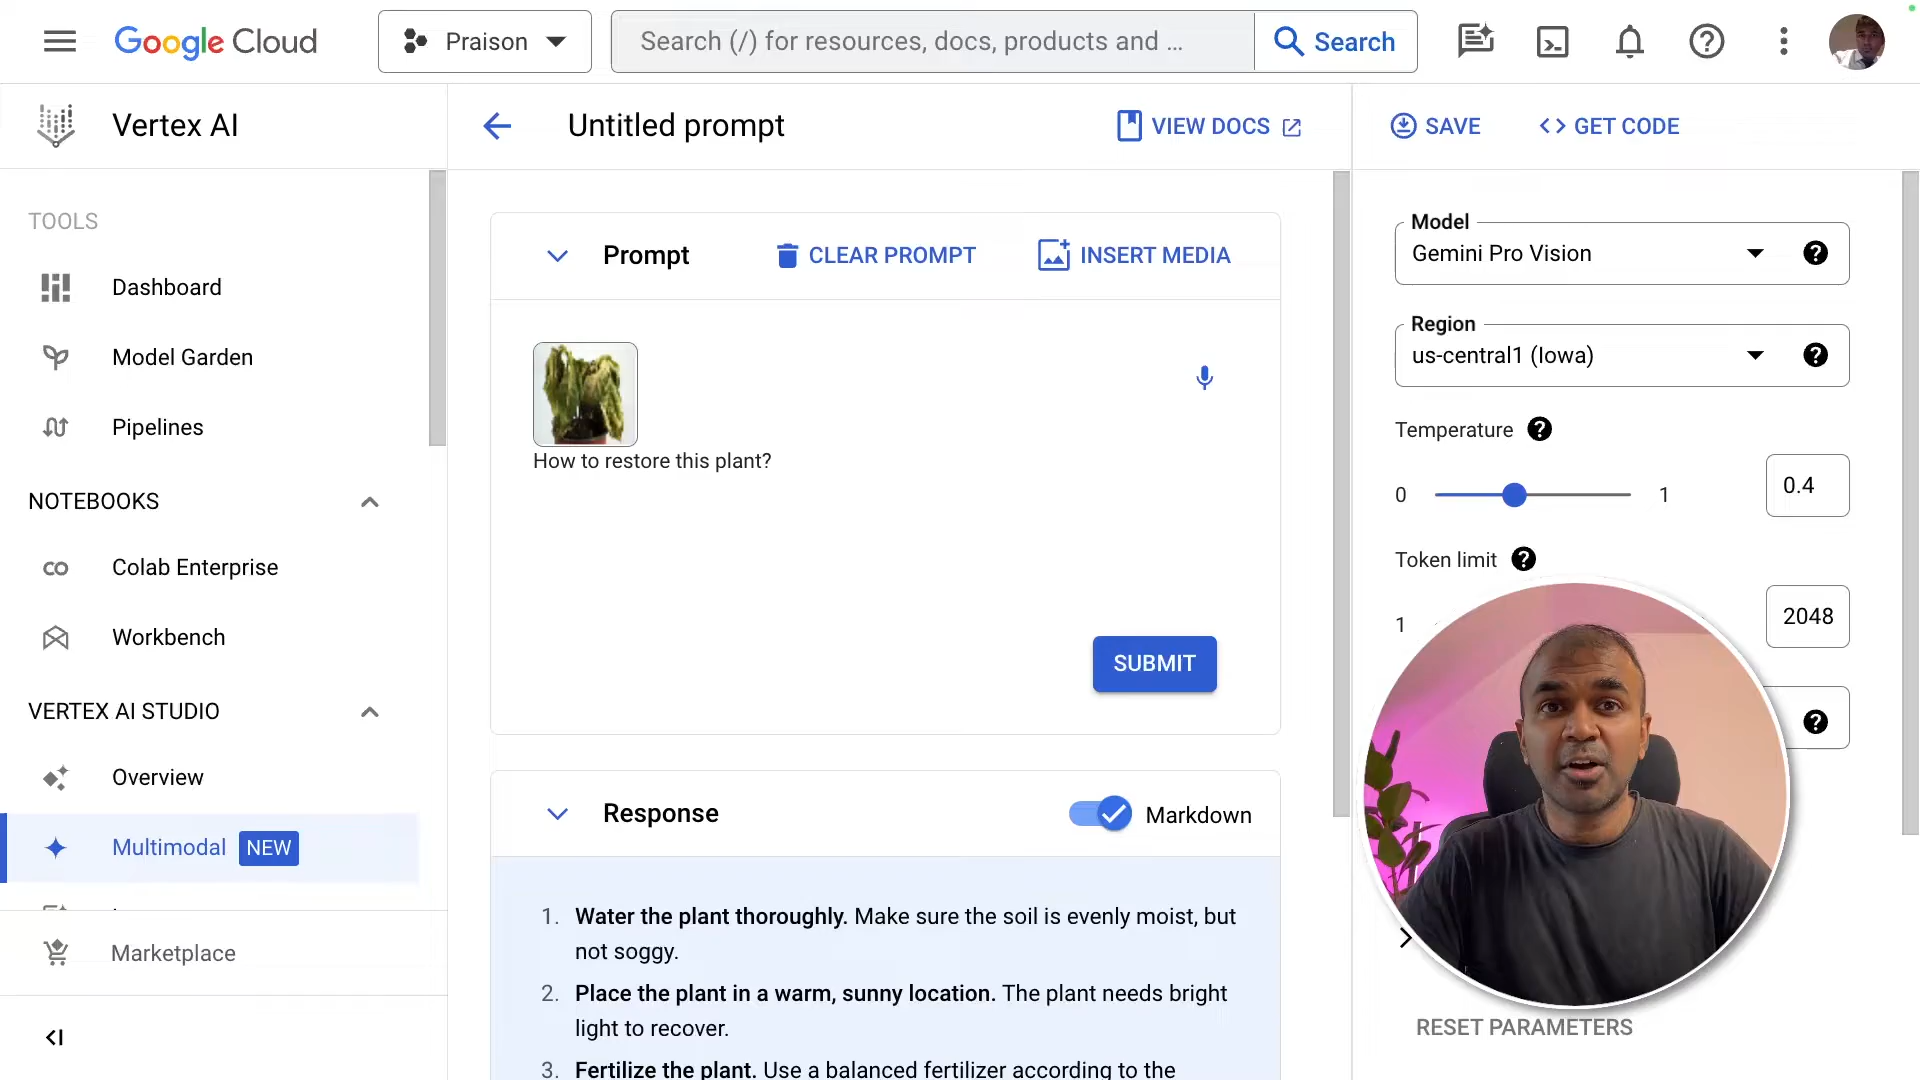 Google Cloud
Praison
Search (/) for resources, docs, products and ...
Search
Vertex AI
Untitled prompt
VIEW DOCS
SAVE
GET CODE
TOOLS
Dashboard
Model Garden
Pipelines
NOTEBOOKS
Colab Enterprise
Workbench
VERTEX AI STUDIO
Overview
Multimodal NEW
Marketplace
Prompt
CLEAR PROMPT
INSERT MEDIA
How to restore this plant?
SUBMIT
Response
Markdown
1. Water the plant thoroughly. Make sure the soil is evenly moist, but
not soggy.
2. Place the plant in a warm, sunny location. The plant needs bright
light to recover.
3. Fertilize the plant. Use a balanced fertilizer according to the
Model
Gemini Pro Vision
Region
us-central1 (Iowa)
Temperature
0 1 0.4
Token limit
1 2048
RESET PARAMETERS